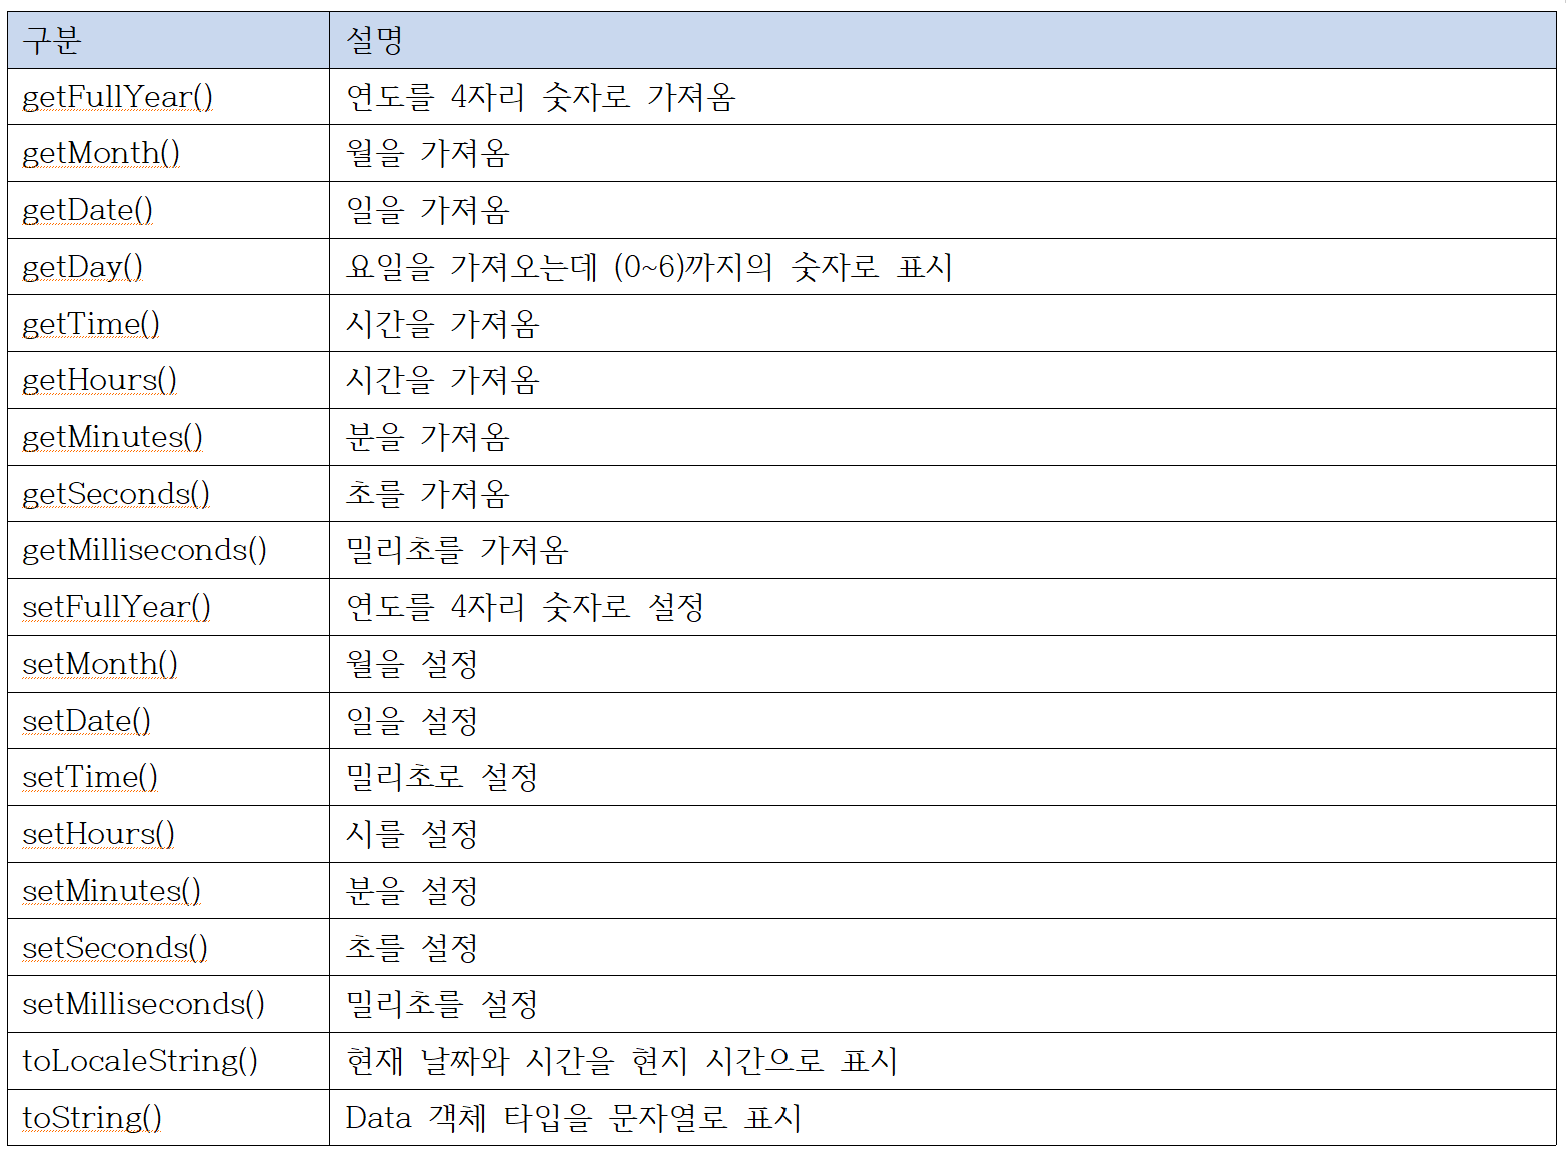 구분 설명
getFullYear() 연도를 4자리 숫자로 가져옴
getMonth() 월을 가져옴
getDate() 일을 가져옴
getDay() 요일을 가져오는데 (0~6)까지의 숫자로 표시
getTime() 시간을 가져옴
getHours() 시간을 가져옴
getMinutes() 분을 가져옴
getSeconds() 초를 가져옴
getMilliseconds() 밀리초를 가져옴
setFullYear() 연도를 4자리 숫자로 설정
setMonth() 월을 설정
setDate() 일을 설정
setTime() 밀리초로 설정
setHours() 시를 설정
setMinutes() 분을 설정
setSeconds() 초를 설정
setMilliseconds() 밀리초를 설정
toLocaleString() 현재 날짜와 시간을 현지 시간으로 표시
toString() Data 객체 타입을 문자열로 표시